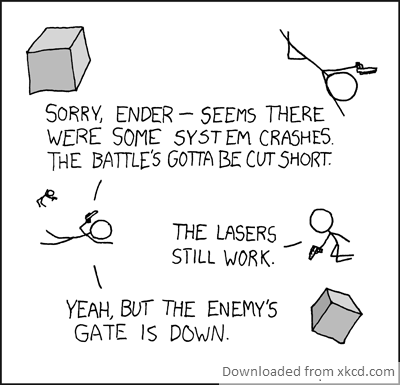 SORRY, ENDER — SEEMS THERE
WERE SOME SYSTEM CRASHES.
THE BATTLE'S GOTTA BE CUT SHORT.
THE LASERS
STILL WORK.
YEAH, BUT THE ENEMY'S
GATE IS DOWN.
Downloaded from xkcd.com